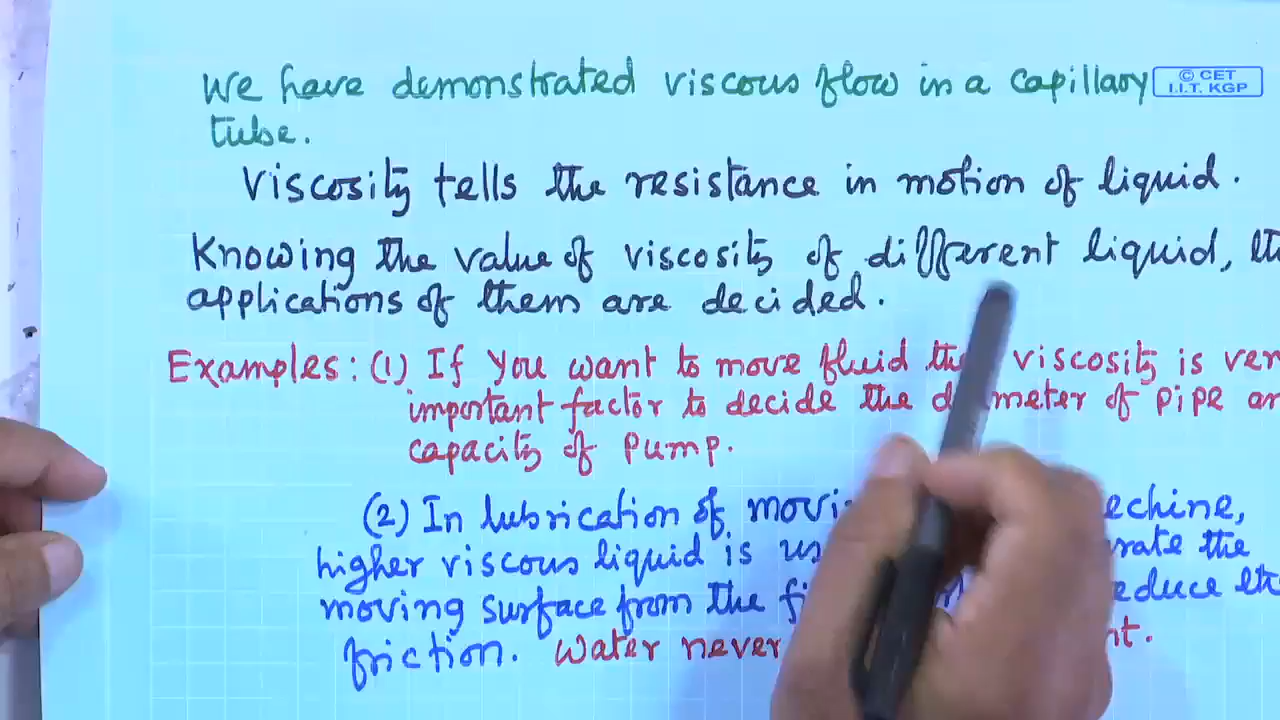 We have demonstrated viscous flow in a capillary
© CET
I.I.T. KGP
tube.
Viscosity tells the resistance in motion of liquid.
Knowing the value of viscosity of different liquid, the
applications of them are decided.
Examples: (1) If you want to move fluid the viscosity is very
important factor to decide the diameter of pipe and
capacity of pump.
(2) In lubrication of echine,
higher viscous liquid is the
moving surface from the the
friction. Water never